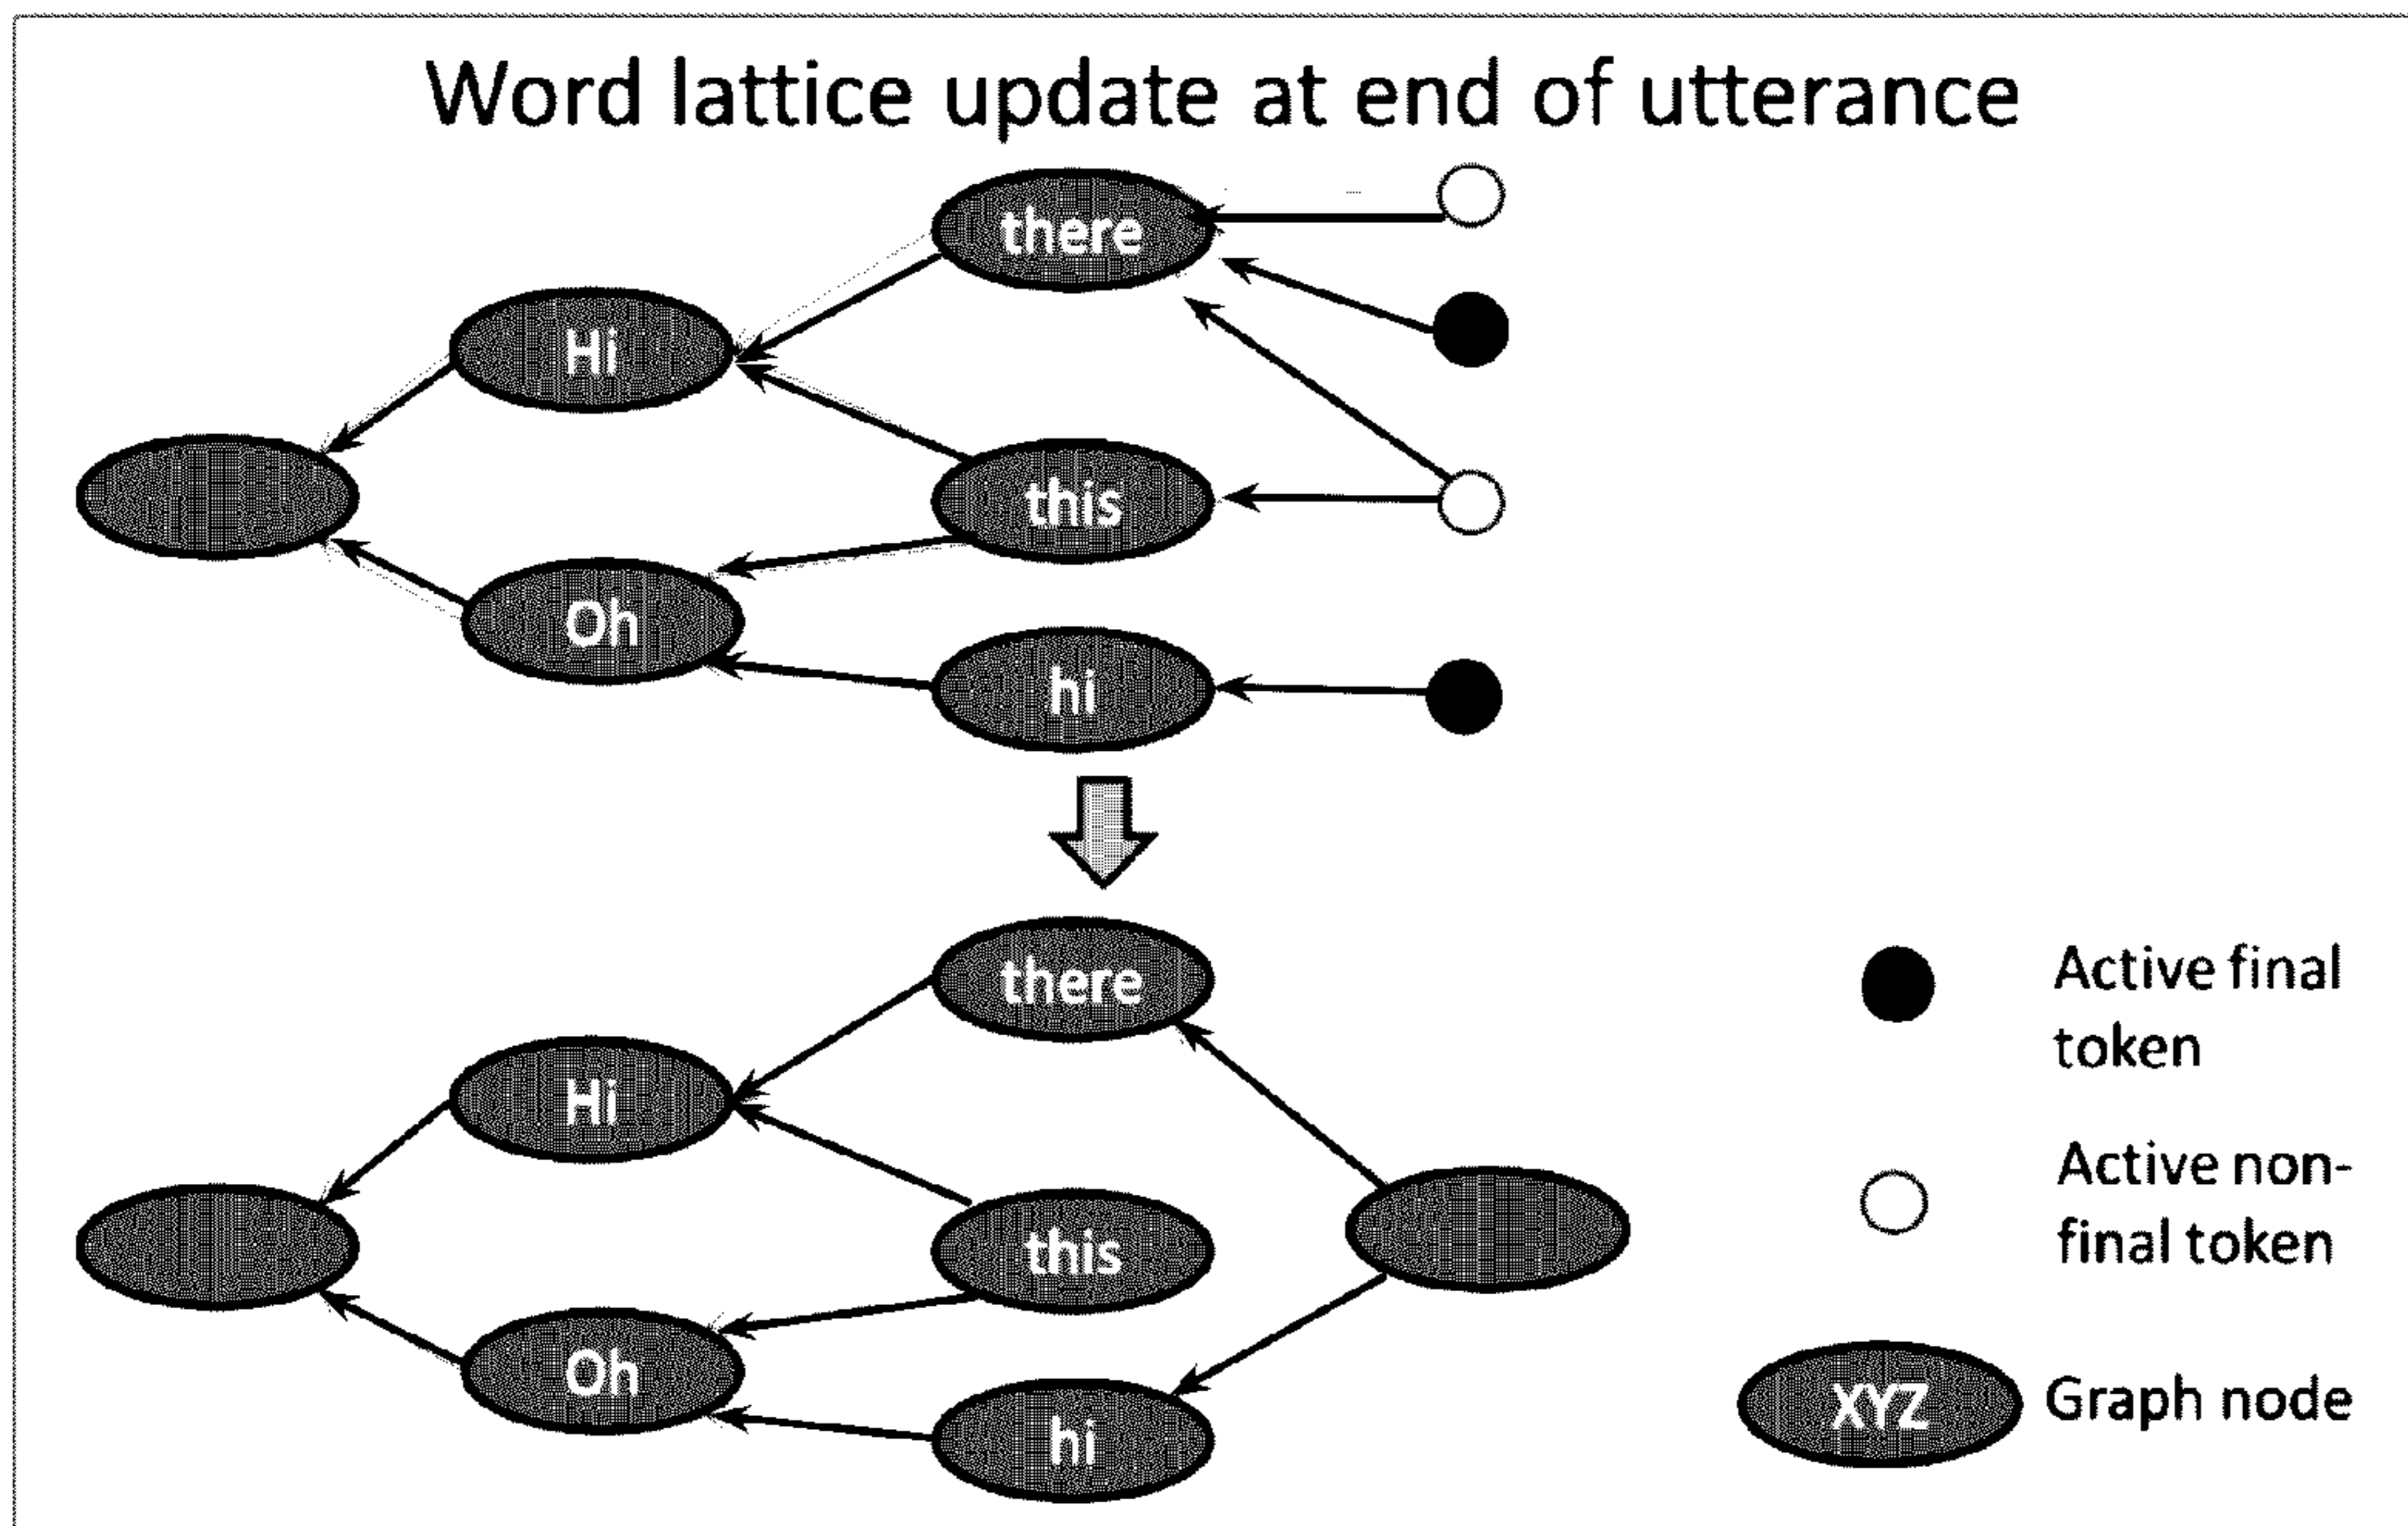 Word lattice update at end of utterance
there
Hi
this
Oh
hi
there
Hi
this
Oh
hi
Active final
token
Active non-
final token
XYZ
Graph node